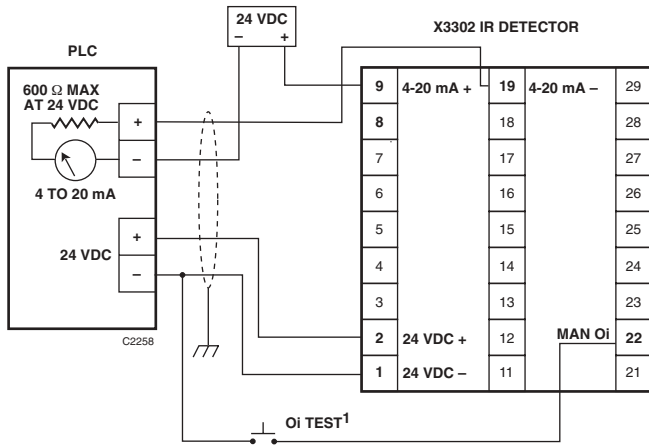 24 VDC
– +
X3302 IR DETECTOR
PLC
600 Ω MAX
AT 24 VDC
+
–
4 TO 20 mA
+
24 VDC
–
C2258
9 4-20 mA + 19 4-20 mA – 29
8 18 28
7 17 27
6 16 26
5 15 25
4 14 24
3 13 23
2 24 VDC + 12 MAN Oi 22
1 24 VDC – 11 21
Oi TEST1